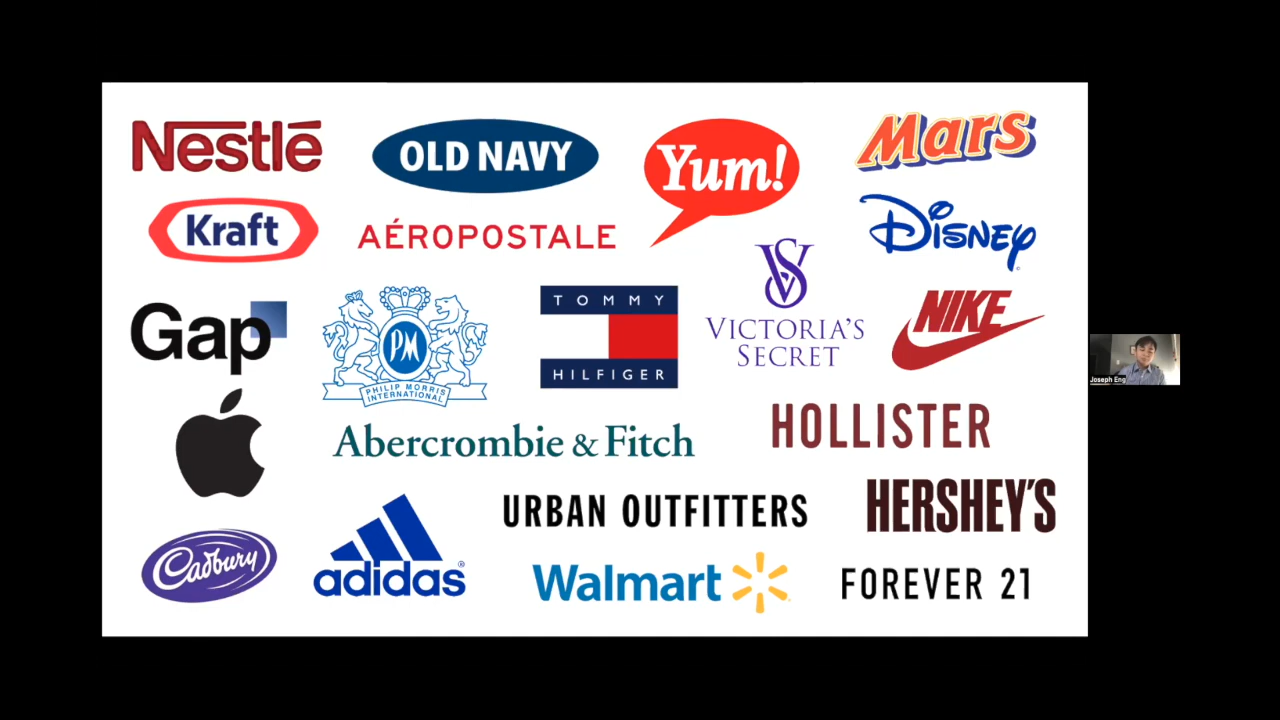 Nestlé
OLD NAVY
Yum!
Mars
Kraft
AÉROPOSTALE
DISNEY
Gap
PM
PHILIP MORRIS
INTERNATIONAL
TOMMY
HILFIGER
VS
VICTORIA'S
SECRET
NIKE
Joseph Eng
Abercrombie & Fitch
HOLLISTER
URBAN OUTFITTERS
HERSHEY'S
Cadbury
adidas®
Walmart
FOREVER 21